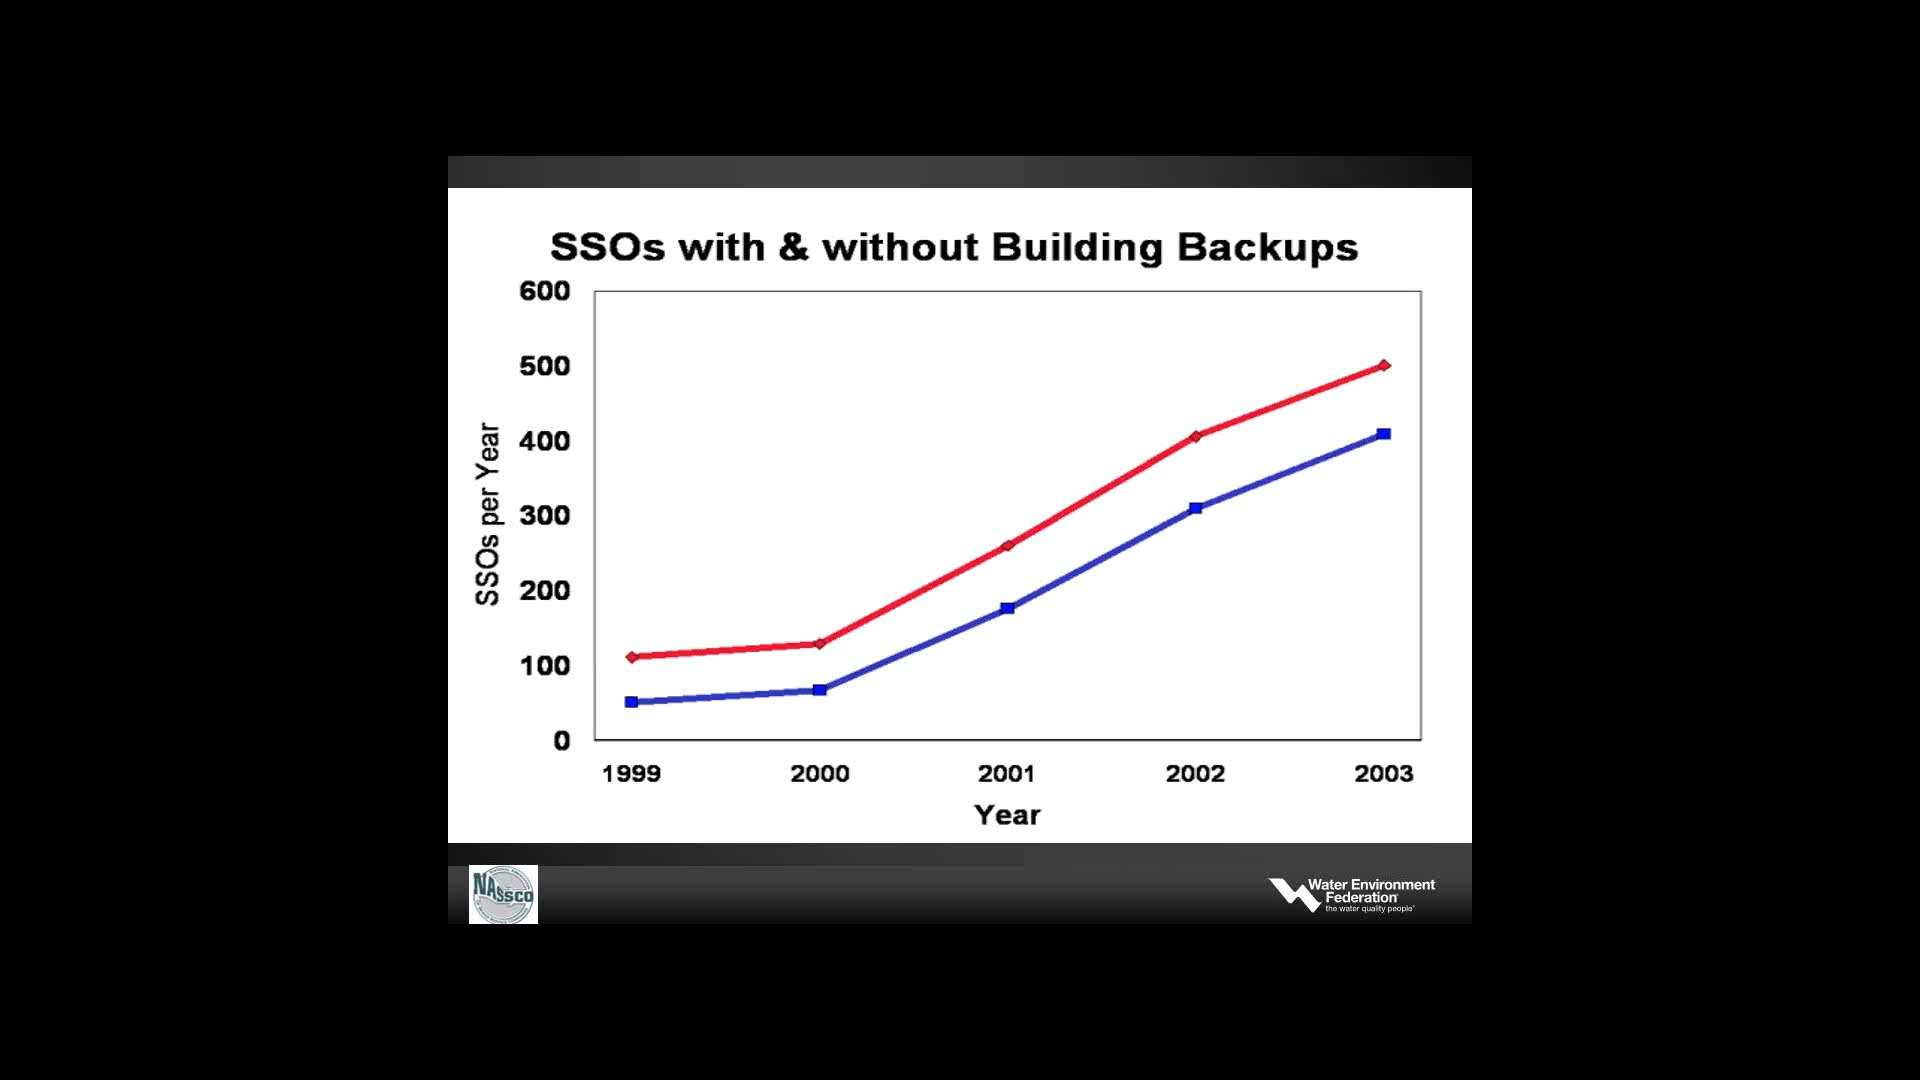 SSOs with & without Building Backups
600
500
400
300
200
100
0
SSOs per Year
1999 2000 2001 2002 2003
Year
NASSCO
Water Environment
Federation
the water quality people